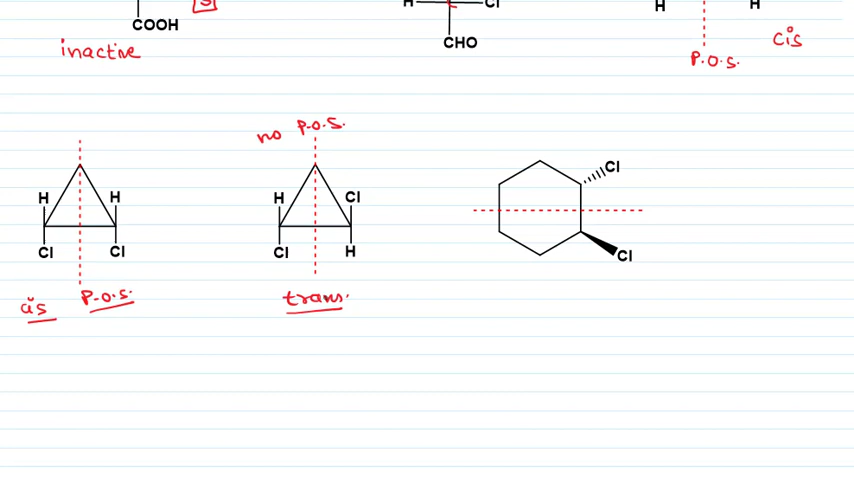 H Cl
COOH
inactive
CHO
H H
cis
P.O.S.
no P.O.S.
H H
Cl Cl
cis P.O.S.
H Cl
Cl H
trans.
Cl
Cl